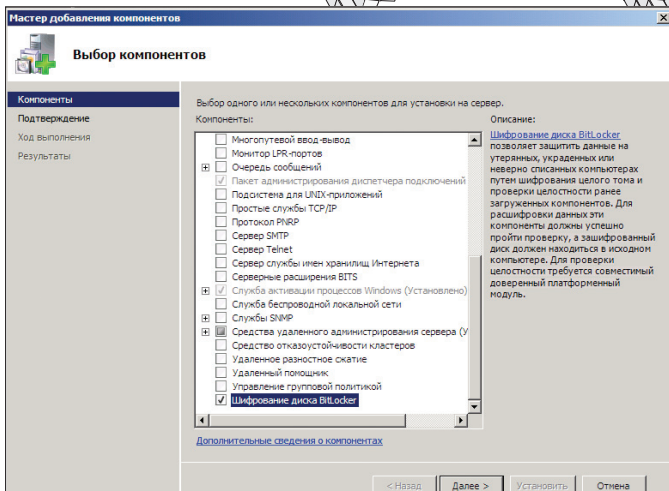 Мастер добавления компонентов
Выбор компонентов
Компоненты
Подтверждение
Ход выполнения
Результаты
Выбор одного или нескольких компонентов для установки на сервер.
Компоненты:
Многопутевой ввод-вывод
Монитор LPR-портов
Очередь сообщений
Пакет администрирования диспетчера подключений
Подсистема для UNIX-приложений
Простые службы TCP/IP
Протокол PNRP
Сервер SMTP
Сервер Telnet
Сервер службы имен хранилищ Интернета
Серверные расширения BITS
Служба активации процессов Windows (Установлено)
Служба беспроводной локальной сети
Службы SNMP
Средства удаленного администрирования сервера (У
Средство отказоустойчивости кластеров
Удаленное разностное сжатие
Удаленный помощник
Управление групповой политикой
Шифрование диска BitLocker
Дополнительные сведения о компонентах
Описание:
Шифрование диска BitLocker
позволяет защитить данные на
утерянных, украденных или
неверно списанных компьютерах
путем шифрования целого тома и
проверки целостности ранее
загруженных компонентов. Для
расшифровки данных эти
компоненты должны успешно
пройти проверку, а зашифрованный
диск должен находиться в исходном
компьютере. Для проверки
целостности требуется совместимый
доверенный платформенный
модуль.
< Назад
Далее >
Установить
Отмена